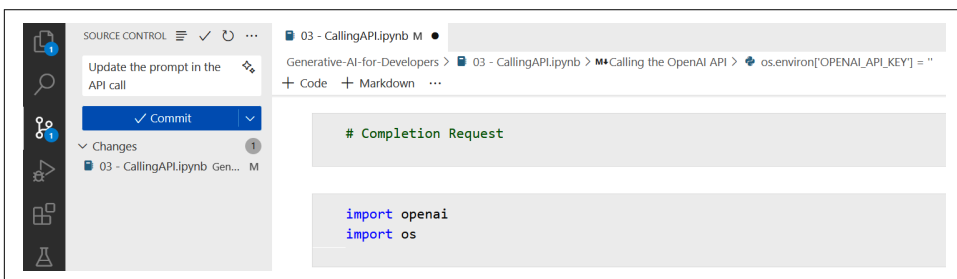 SOURCE CONTROL ···
Update the prompt in the
API call
✓ Commit
Changes 1
03 - CallingAPI.ipynb Gen... M
1
1
03 - CallingAPI.ipynb M ●
Generative-AI-for-Developers > 03 - CallingAPI.ipynb > M↓Calling the OpenAI API > os.environ['OPENAI_API_KEY'] = ''
+ Code + Markdown ···
# Completion Request
import openai
import os